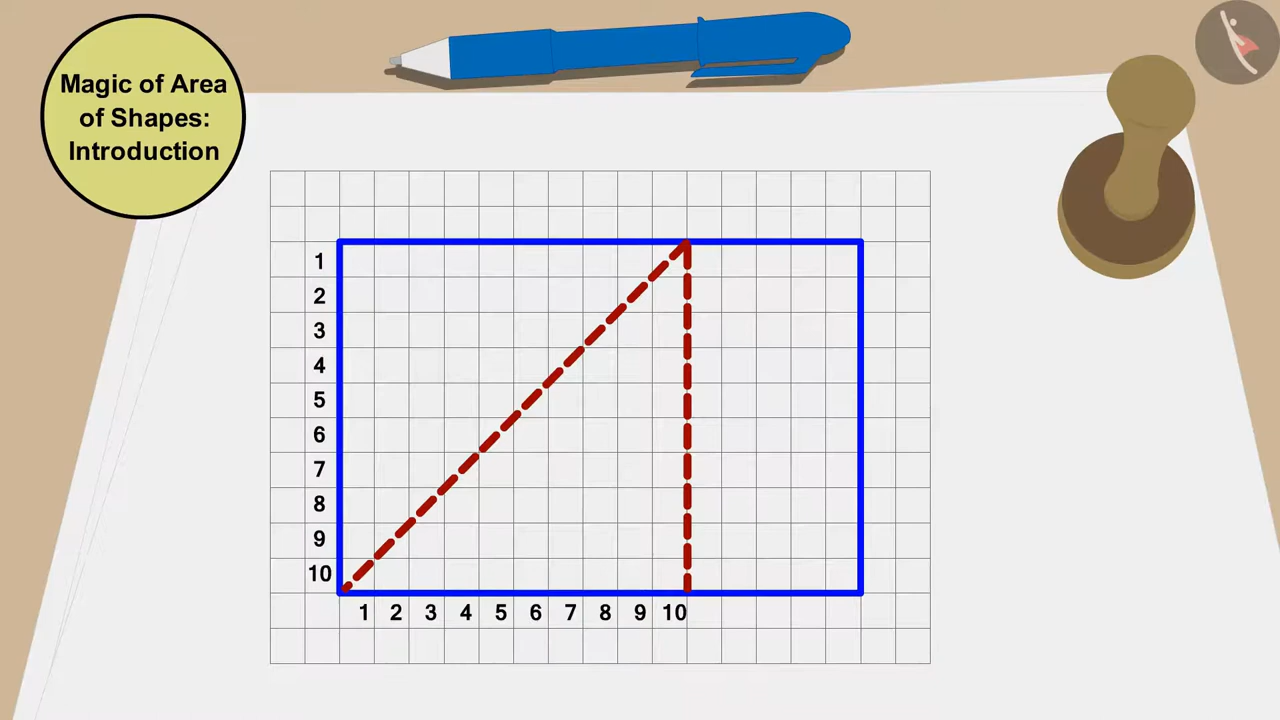 Magic of Area
of Shapes:
Introduction
1
2
3
4
5
6
7
8
9
10
1 2 3 4 5 6 7 8 9 10